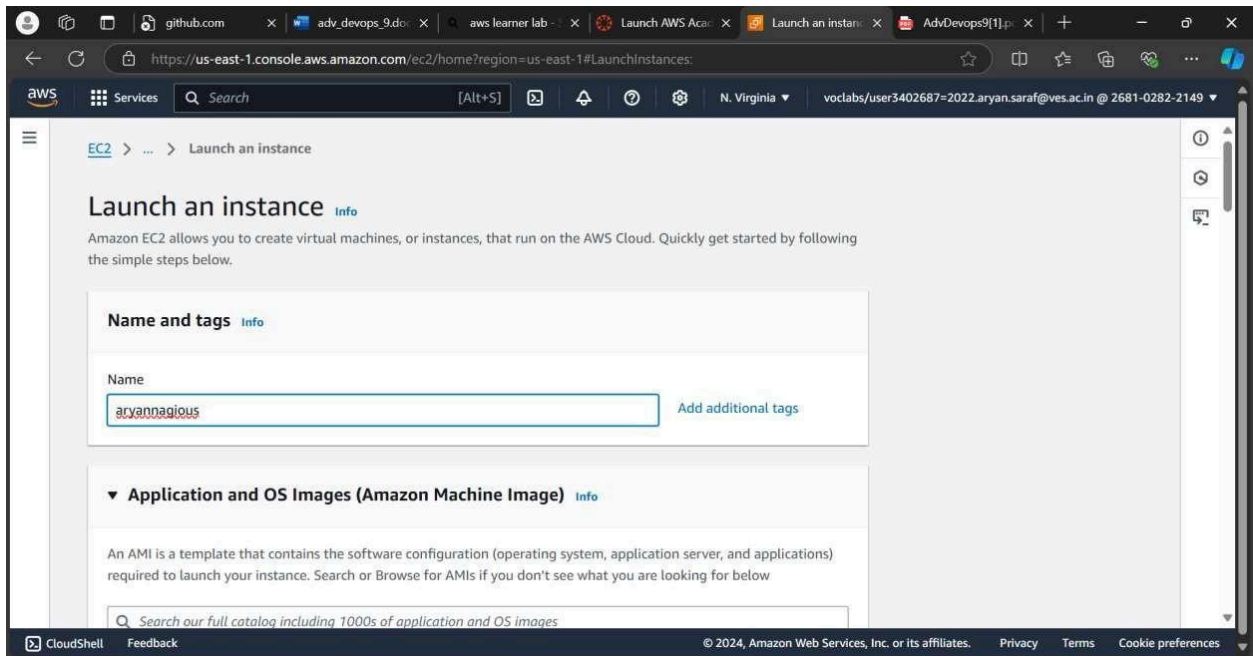 github.com
adv_devops_9.doc
aws learner lab - S
Launch AWS Acad
Launch an instanc
AdvDevops9[1].p
https://us-east-1.console.aws.amazon.com/ec2/home?region=us-east-1#LaunchInstances:
aws
Services
Search
[Alt+S]
N. Virginia
voclabs/user3402687=2022.aryan.saraf@ves.ac.in @ 2681-0282-2149
EC2 > ... > Launch an instance
Launch an instance Info
Amazon EC2 allows you to create virtual machines, or instances, that run on the AWS Cloud. Quickly get started by following
the simple steps below.
Name and tags Info
Name
aryannagious
Add additional tags
Application and OS Images (Amazon Machine Image) Info
An AMI is a template that contains the software configuration (operating system, application server, and applications)
required to launch your instance. Search or Browse for AMIs if you don't see what you are looking for below
Search our full catalog including 1000s of application and OS images
CloudShell Feedback
© 2024, Amazon Web Services, Inc. or its affiliates. Privacy Terms Cookie preferences